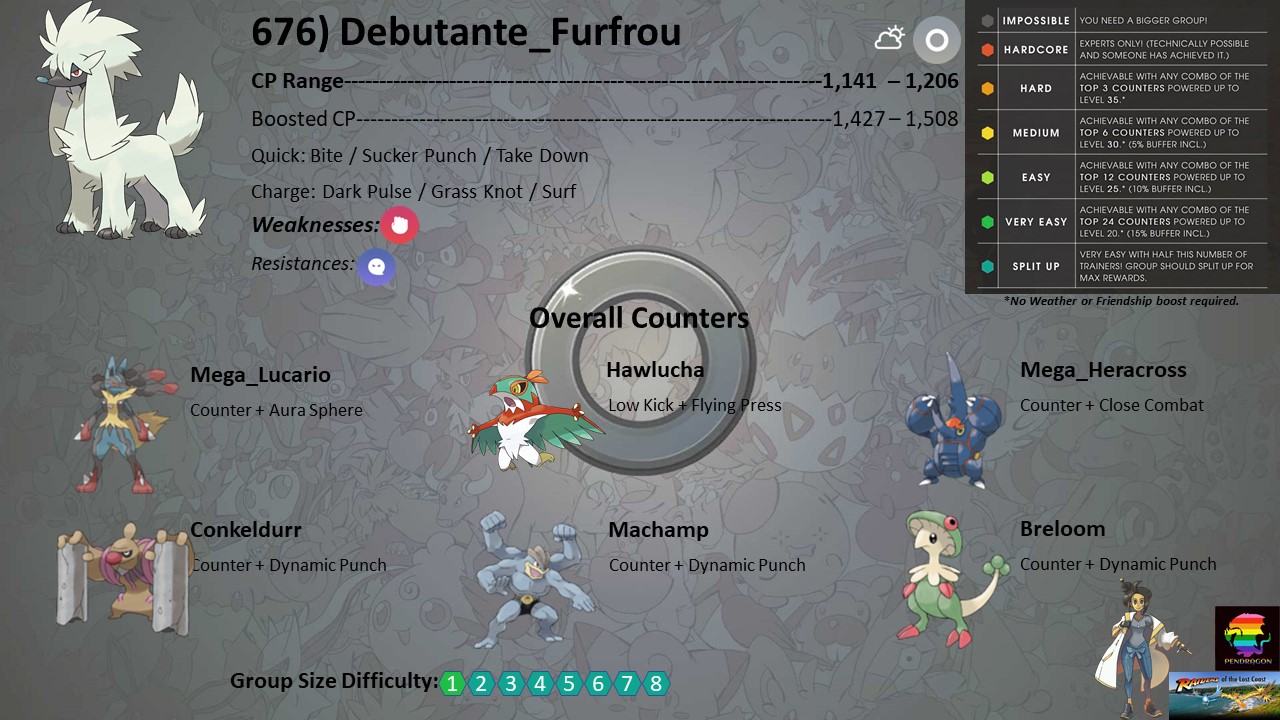 676) Debutante_Furfrou
CP Range--------------------1,141 – 1,206
Boosted CP--------------------1,427 – 1,508
Quick: Bite / Sucker Punch / Take Down
Charge: Dark Pulse / Grass Knot / Surf
Weaknesses:
Resistances:
IMPOSSIBLE YOU NEED A BIGGER GROUP!
HARDCORE EXPERTS ONLY! (TECHNICALLY POSSIBLE
AND SOMEONE HAS ACHIEVED IT.)
HARD ACHIEVABLE WITH ANY COMBO OF THE
TOP 3 COUNTERS POWERED UP TO
LEVEL 35.*
MEDIUM ACHIEVABLE WITH ANY COMBO OF THE
TOP 6 COUNTERS POWERED UP TO
LEVEL 30.* (5% BUFFER INCL.)
EASY ACHIEVABLE WITH ANY COMBO OF THE
TOP 12 COUNTERS POWERED UP TO
LEVEL 25.* (10% BUFFER INCL.)
VERY EASY ACHIEVABLE WITH ANY COMBO OF THE
TOP 24 COUNTERS POWERED UP TO
LEVEL 20.* (15% BUFFER INCL.)
SPLIT UP VERY EASY WITH HALF THIS NUMBER OF
TRAINERS! GROUP SHOULD SPLIT UP FOR
MAX REWARDS.
*No Weather or Friendship boost required.
Overall Counters
Mega_Lucario
Counter + Aura Sphere
Hawlucha
Low Kick + Flying Press
Mega_Heracross
Counter + Close Combat
Conkeldurr
Counter + Dynamic Punch
Machamp
Counter + Dynamic Punch
Breloom
Counter + Dynamic Punch
Group Size Difficulty: 1 2 3 4 5 6 7 8
PENDROGON
RAIDERS of the Lost Coast